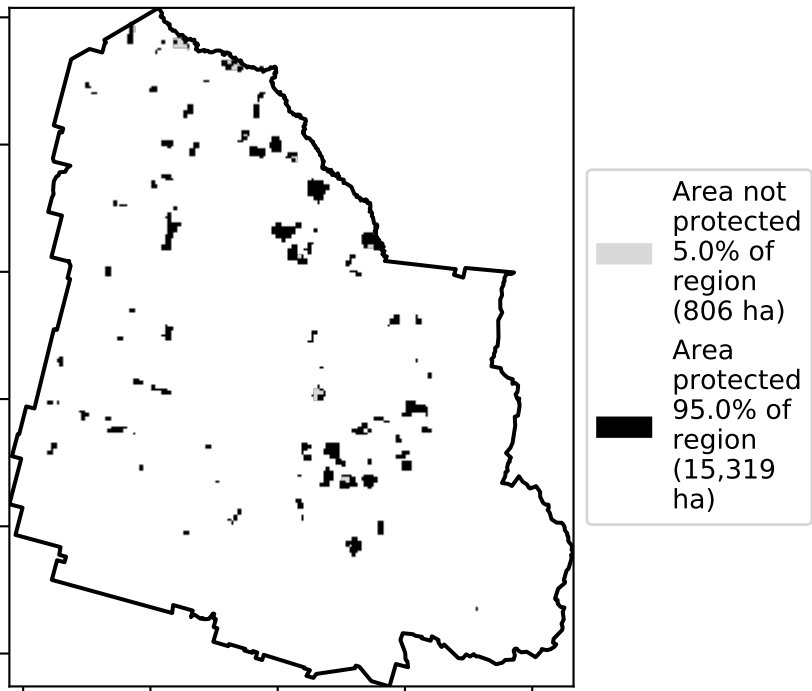 Area not
protected
5.0% of
region
(806 ha)
Area
protected
95.0% of
region
(15,319
ha)